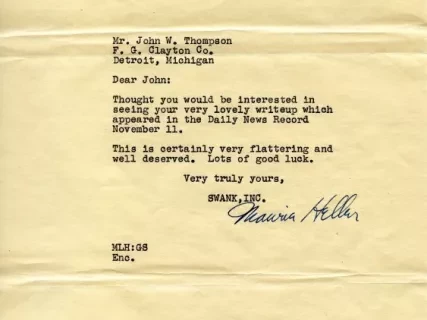 Mr. John W. Thompson
F. G. Clayton Co.
Detroit, Michigan
Dear John:
Thought you would be interested in
seeing your very lovely writeup which
appeared in the Daily News Record
November 11.
This is certainly very flattering and
well deserved. Lots of good luck.
Very truly yours,
SWANK,INC.
Heller
MLH:GS
Enc.